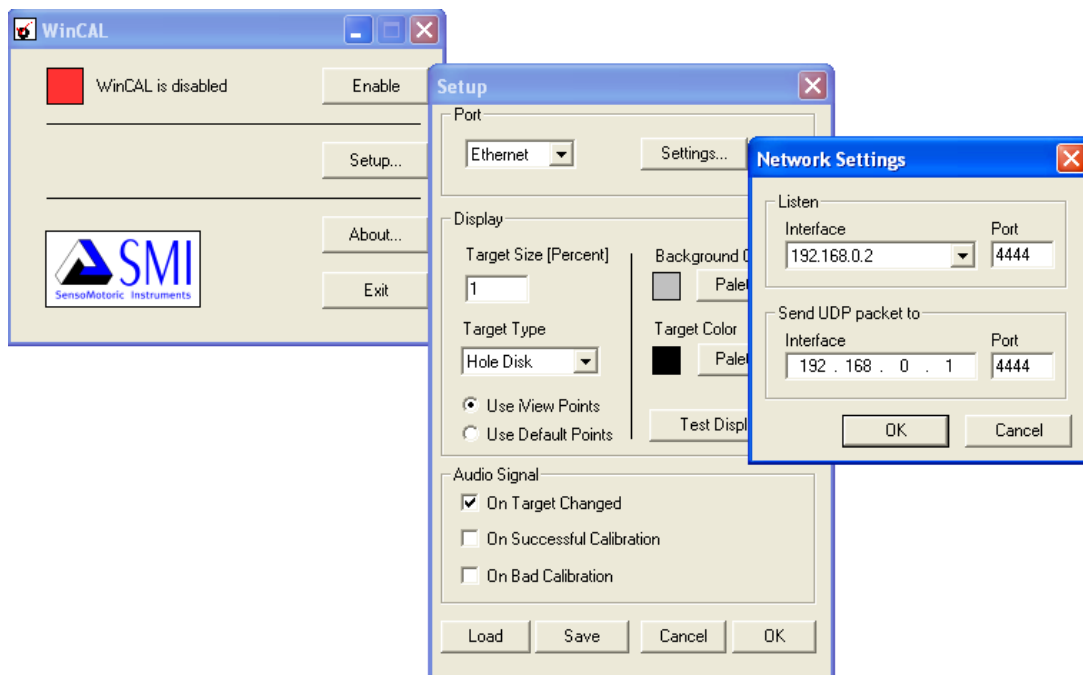 WinCAL
WinCAL is disabled
Enable
Setup...
SMI
SensoMotoric Instruments
About...
Exit
Setup
Port
Ethernet
Settings...
Display
Target Size [Percent]
1
Target Type
Hole Disk
Use iView Points
Use Default Points
Background
Target Color
Audio Signal
On Target Changed
On Successful Calibration
On Bad Calibration
Load
Save
Cancel
OK
Network Settings
Listen
Interface
Port
192.168.0.2
4444
Send UDP packet to
Interface
Port
192 . 168 . 0 . 1
4444
OK
Cancel